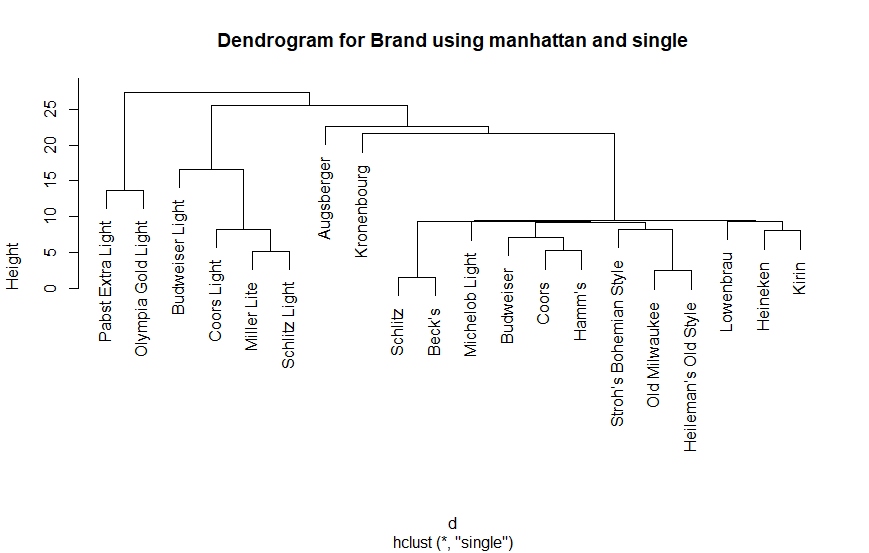 Dendrogram for Brand using manhattan and single
Height
25
20
15
10
5
0
Pabst Extra Light
Olympia Gold Light
Budweiser Light
Coors Light
Miller Lite
Schlitz Light
Augsberger
Kronenbourg
Schlitz
Beck's
Michelob Light
Budweiser
Coors
Hamm's
Stroh's Bohemian Style
Old Milwaukee
Heileman's Old Style
Lowenbrau
Heineken
Kirin
d
hclust (*, "single")